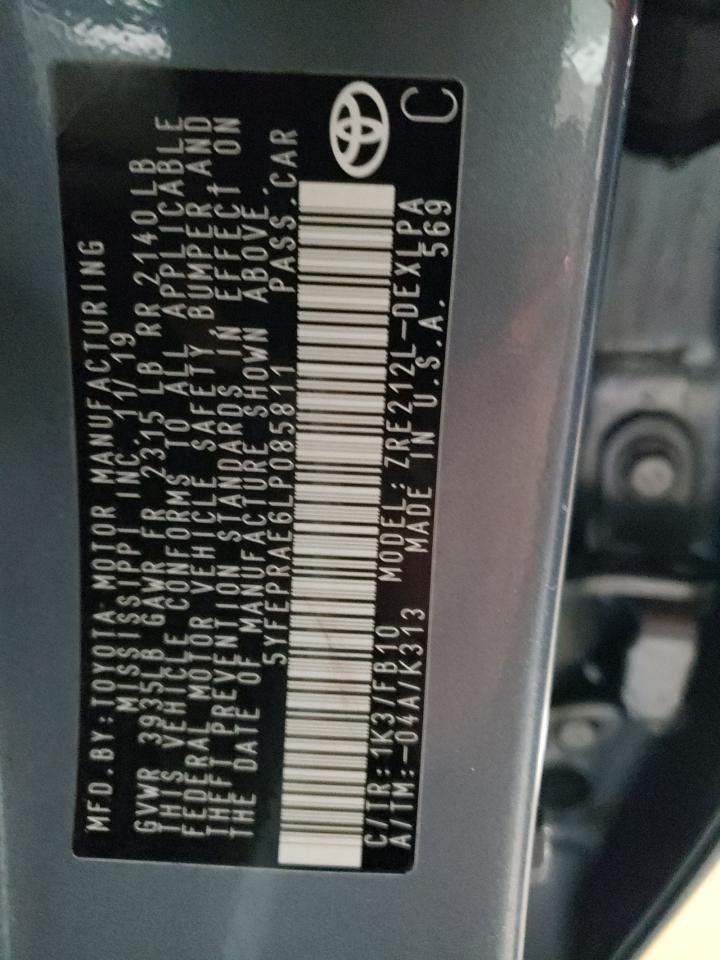 MFD.BY:TOYOTA MOTOR MANUFACTURING
MISSISSIPPI INC. 11/19
GVWR 3935LB GAWR FR 2315 LB RR 2140 LB
THIS VEHICLE CONFORMS TO ALL APPLICABLE
FEDERAL MOTOR VEHICLE SAFETY BUMPER AND
THEFT PREVENTION STANDARDS IN EFFECT ON
THE DATE OF MANUFACTURE SHOWN ABOVE.
5YFEPRAE6LP085811 PASS.CAR
C/TR:1K3/FB10 MODEL:ZRE212L-DEXLPA
A/TM:-04A/K313 MADE IN U.S.A. 569
C